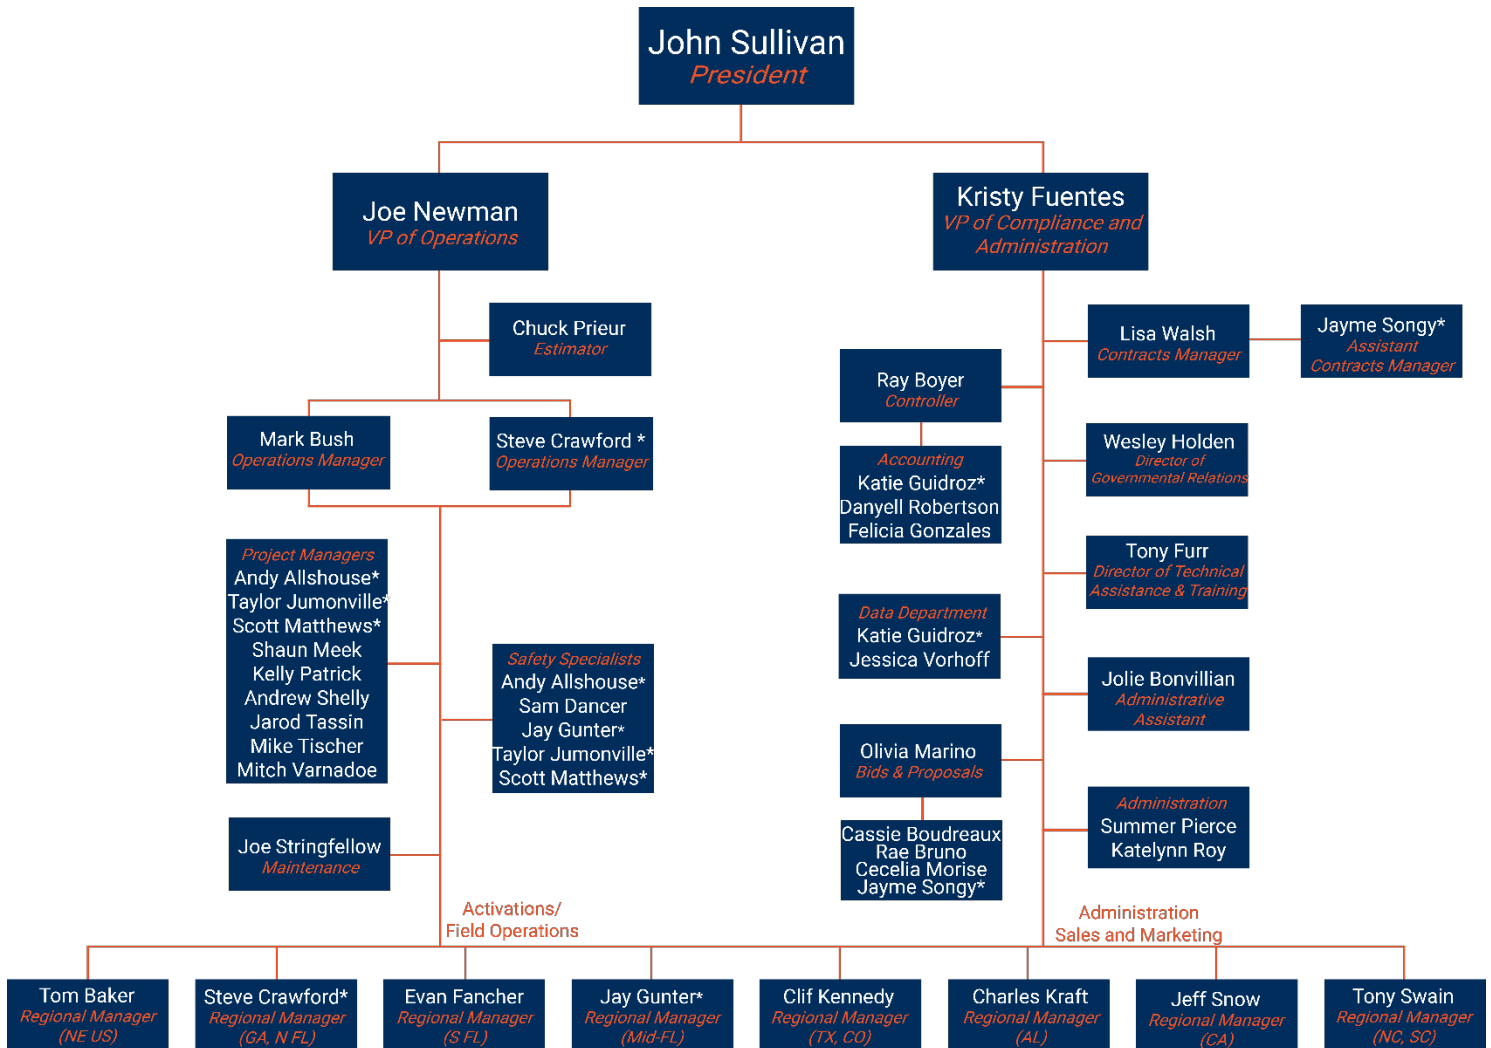 John Sullivan
President
Joe Newman
VP of Operations
Kristy Fuentes
VP of Compliance and
Administration
Chuck Prieur
Estimator
Lisa Walsh
Contracts Manager
Jayme Songy*
Assistant
Contracts Manager
Ray Boyer
Controller
Mark Bush
Operations Manager
Steve Crawford *
Operations Manager
Accounting
Katie Guidroz*
Danyell Robertson
Felicia Gonzales
Wesley Holden
Director of
Governmental Relations
Project Managers
Andy Allshouse*
Taylor Jumonville*
Scott Matthews*
Shaun Meek
Kelly Patrick
Andrew Shelly
Jarod Tassin
Mike Tischer
Mitch Varnadoe
Safety Specialists
Andy Allshouse*
Sam Dancer
Jay Gunter*
Taylor Jumonville*
Scott Matthews*
Tony Furr
Director of Technical
Assistance & Training
Data Department
Katie Guidroz*
Jessica Vorhoff
Jolie Bonvillian
Administrative
Assistant
Olivia Marino
Bids & Proposals
Cassie Boudreaux
Rae Bruno
Cecelia Morise
Jayme Songy*
Administration
Summer Pierce
Katelynn Roy
Joe Stringfellow
Maintenance
Activations/
Field Operations
Administration
Sales and Marketing
Tom Baker
Regional Manager
(NE US)
Steve Crawford*
Regional Manager
(GA, N FL)
Evan Fancher
Regional Manager
(S FL)
Jay Gunter*
Regional Manager
(Mid-FL)
Clif Kennedy
Regional Manager
(TX, CO)
Charles Kraft
Regional Manager
(AL)
Jeff Snow
Regional Manager
(CA)
Tony Swain
Regional Manager
(NC, SC)